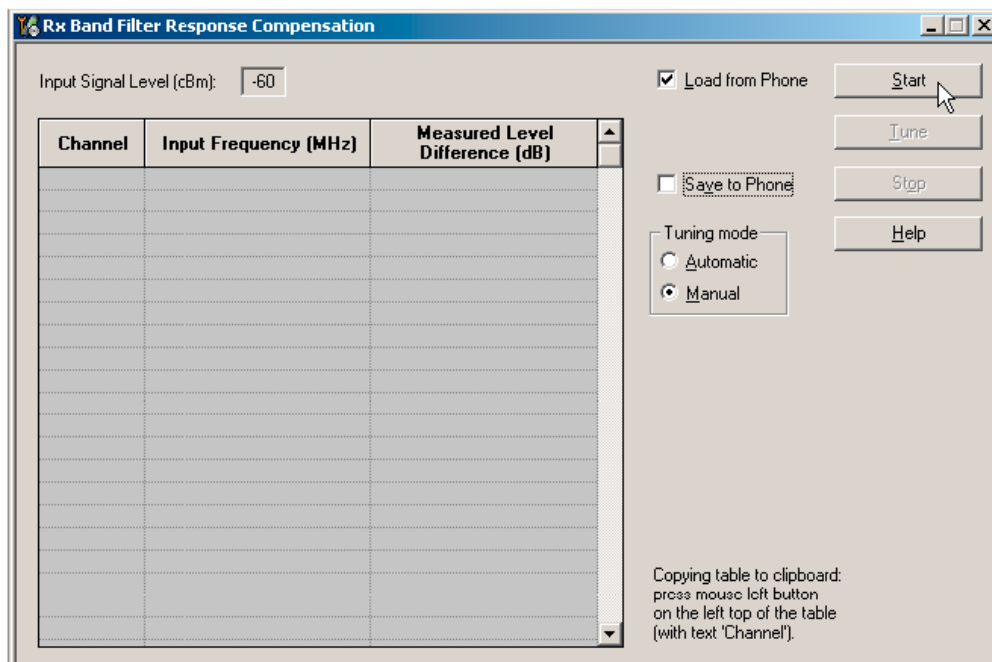 Rx Band Filter Response Compensation
Input Signal Level (cBm): -60
Load from Phone
Start
Channel
Input Frequency (MHz)
Measured Level
Difference (dB)
Tune
Save to Phone
Stop
Tuning mode
Help
Automatic
Manual
Copying table to clipboard:
press mouse left button
on the left top of the table
(with text 'Channel').